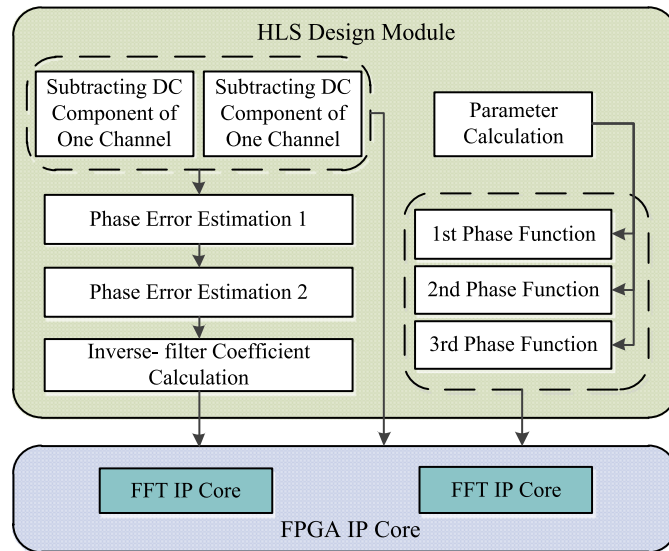 HLS Design Module
Subtracting DC
Component of
One Channel
Subtracting DC
Component of
One Channel
Parameter
Calculation
Phase Error Estimation 1
Phase Error Estimation 2
Inverse- filter Coefficient
Calculation
1st Phase Function
2nd Phase Function
3rd Phase Function
FFT IP Core
FFT IP Core
FPGA IP Core